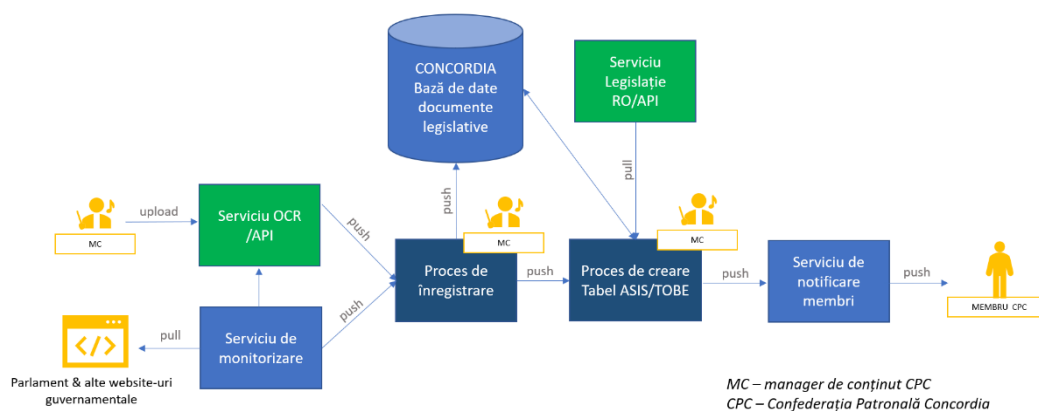 CONCORDIA
Bază de date
documente
legislative
Serviciu
Legislație
RO/API
push
pull
MC
upload
Serviciu OCR
/API
push
MC
MC
Proces de
înregistrare
push
Proces de creare
Tabel ASIS/TOBE
push
Serviciu de
notificare
membri
push
MEMBRU CPC
push
Serviciu de
monitorizare
pull
Parlament & alte website-uri
guvernamentale
MC – manager de conținut CPC
CPC – Confederația Patronală Concordia